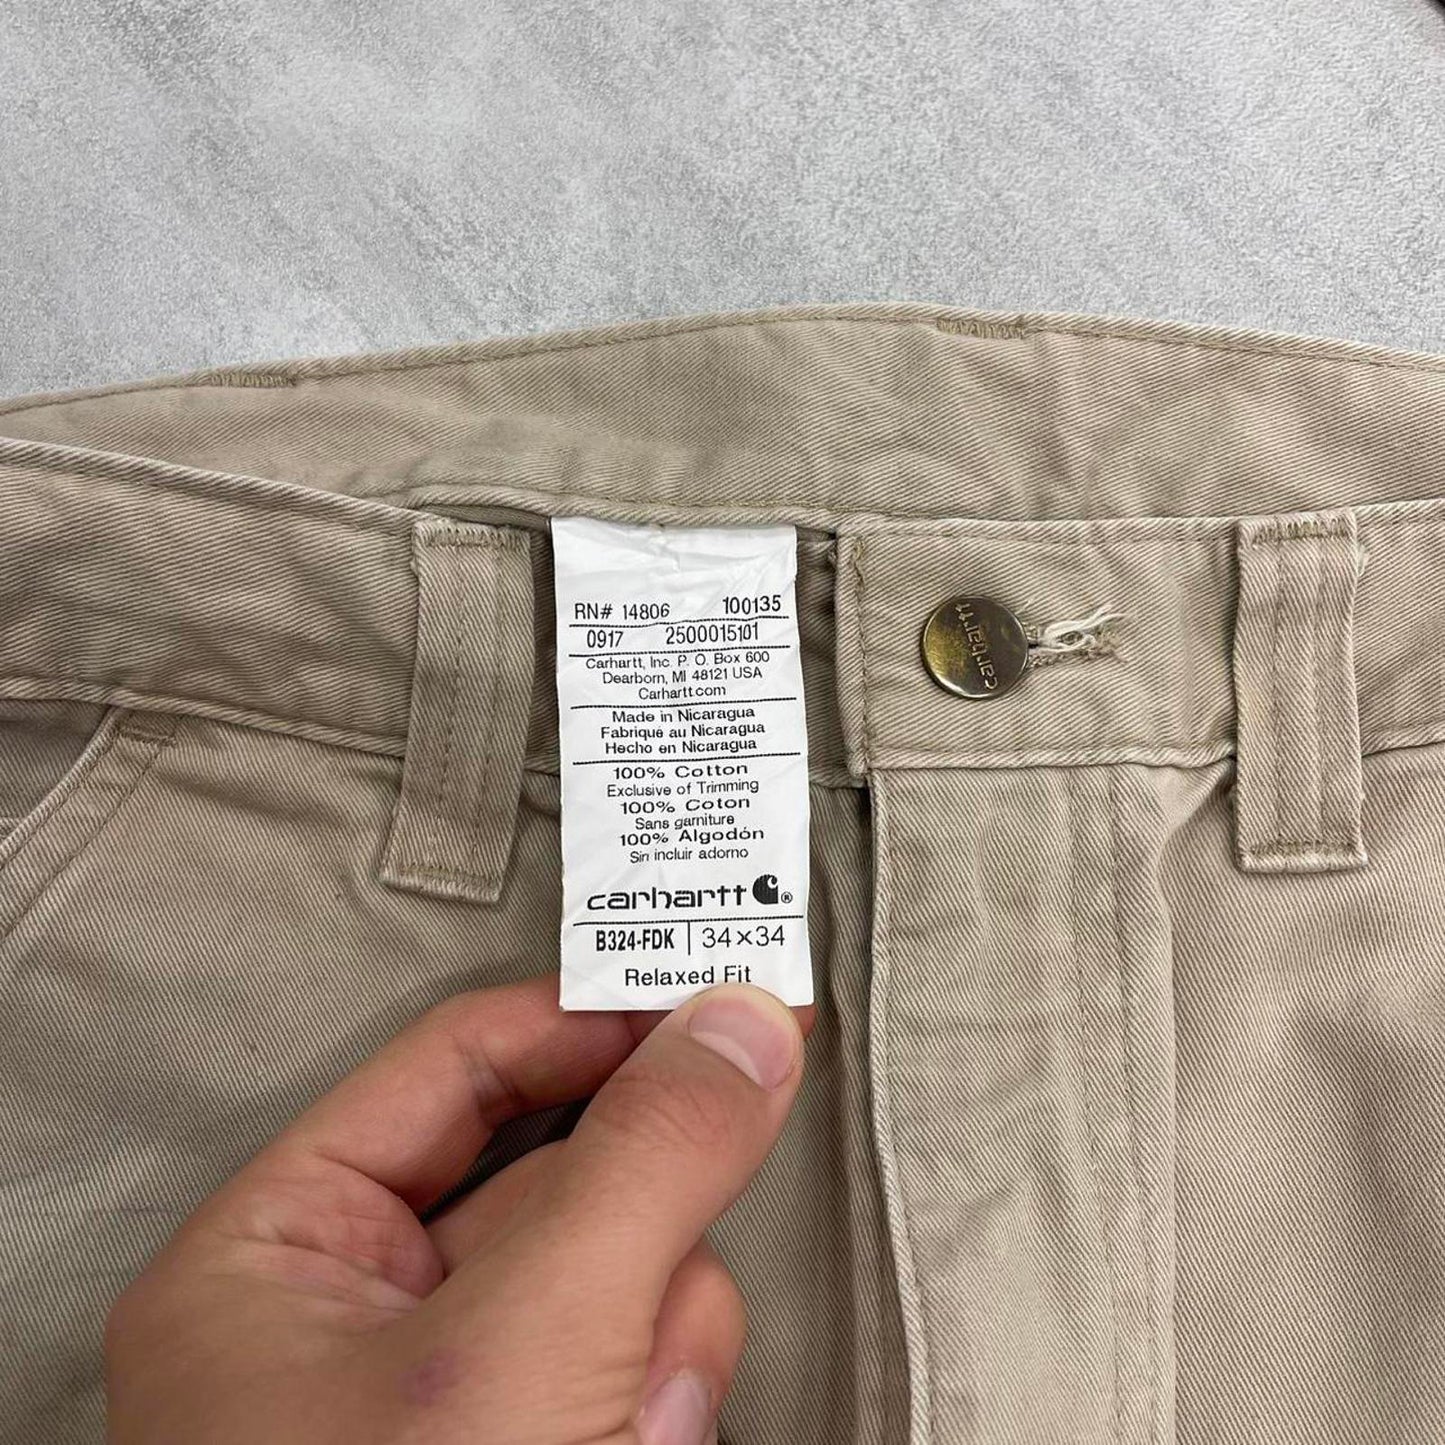 RN# 14806 100135
0917 2500015101
Carhartt, Inc. P. O. Box 600
Dearborn, MI 48121 USA
Carhartt.com
Made in Nicaragua
Fabriqué au Nicaragua
Hecho en Nicaragua
100% Cotton
Exclusive of Trimming
100% Coton
Sans garniture
100% Algodón
Sin incluir adorno
carhartt ®
B324-FDK | 34×34
Relaxed Fit
carhartt